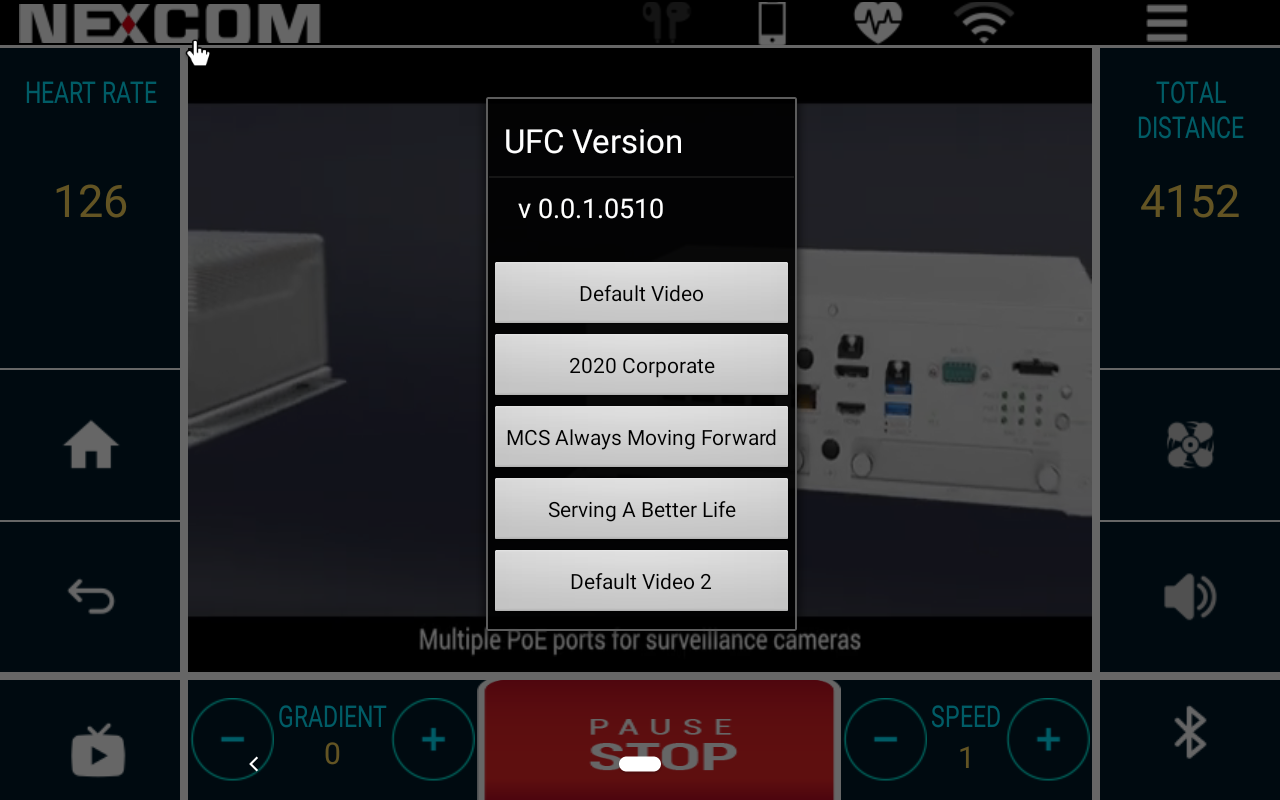 NEXCOM
HEART RATE
126
TOTAL
DISTANCE
4152
UFC Version
v 0.0.1.0510
Default Video
2020 Corporate
MCS Always Moving Forward
Serving A Better Life
Default Video 2
Multiple PoE ports for surveillance cameras
GRADIENT
0
PAUSE
STOP
SPEED
1